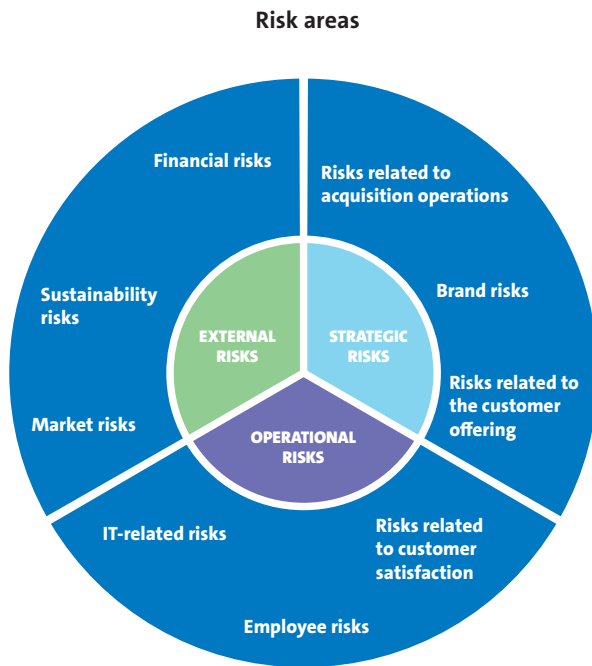 Risk areas
Financial risks
Risks related to
acquisition operations
Sustainability
risks
Brand risks
EXTERNAL
RISKS
STRATEGIC
RISKS
Market risks
Risks related to
the customer
offering
OPERATIONAL
RISKS
IT-related risks
Risks related
to customer
satisfaction
Employee risks